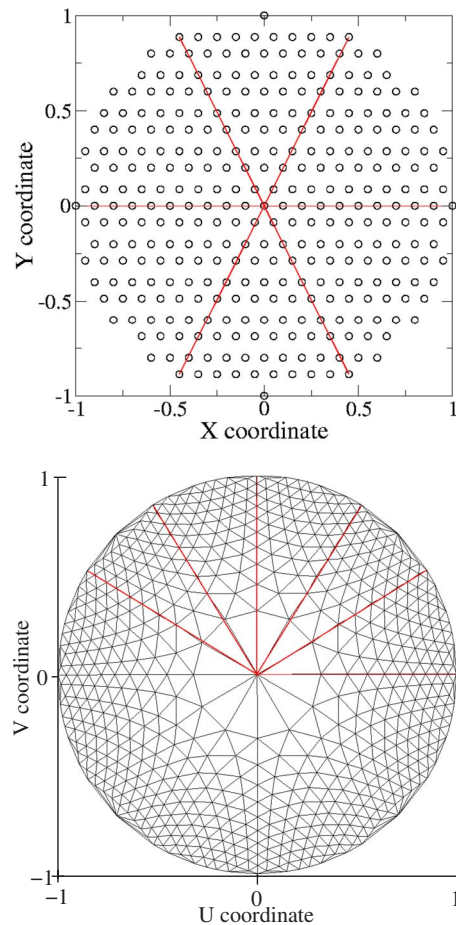 1
0.5
Y coordinate
0
-0.5
-1
-1 -0.5 0 0.5 1
X coordinate
1
V coordinate
0
−1
−1 0 1
U coordinate